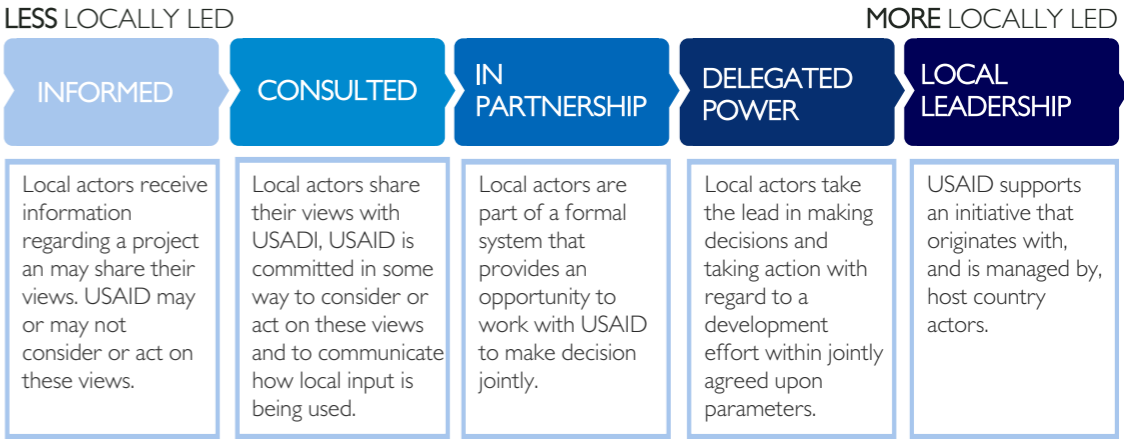 LESS LOCALLY LED
MORE LOCALLY LED
INFORMED
CONSULTED
IN
PARTNERSHIP
DELEGATED
POWER
LOCAL
LEADERSHIP
Local actors receive
information
regarding a project
an may share their
views. USAID may
or may not
consider or act on
these views.
Local actors share
their views with
USADI, USAID is
committed in some
way to consider or
act on these views
and to communicate
how local input is
being used.
Local actors are
part of a formal
system that
provides an
opportunity to
work with USAID
to make decision
jointly.
Local actors take
the lead in making
decisions and
taking action with
regard to a
development
effort within jointly
agreed upon
parameters.
USAID supports
an initiative that
originates with,
and is managed by,
host country
actors.